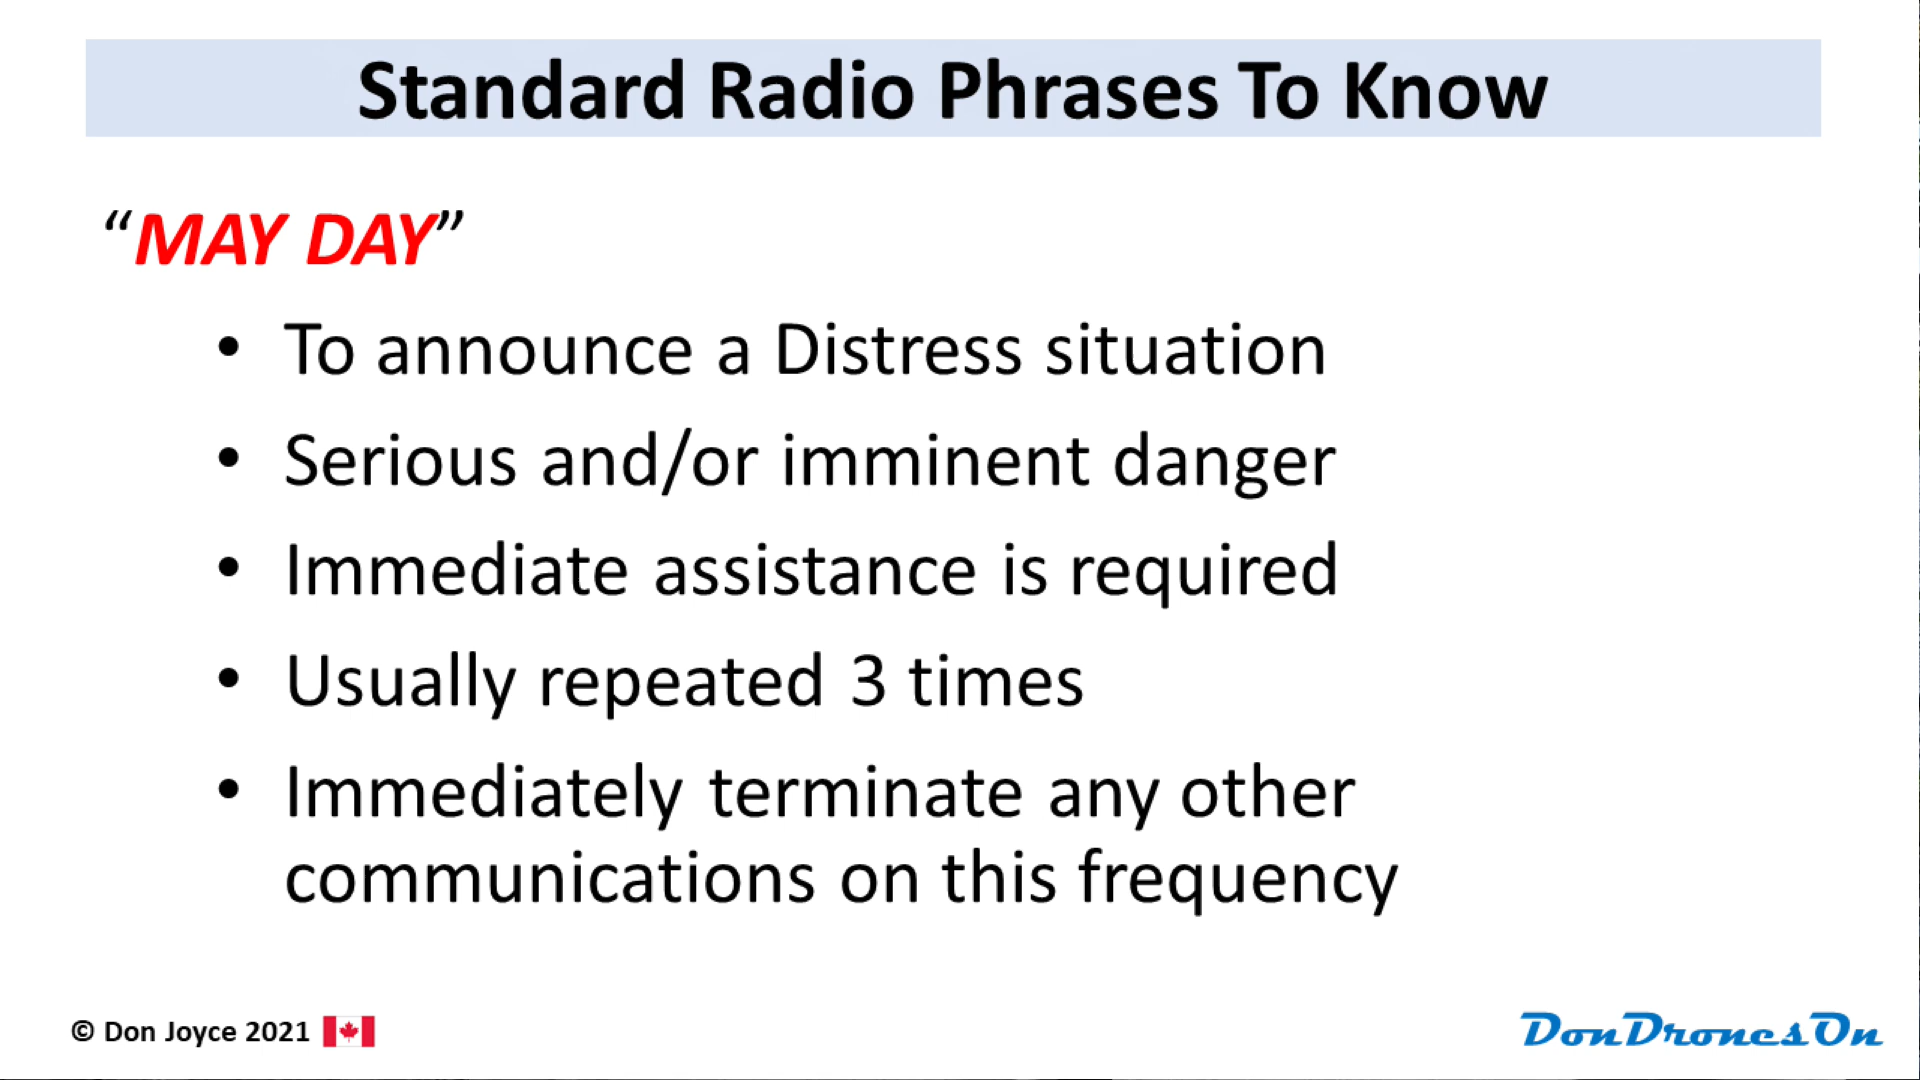 Standard Radio Phrases To Know
“MAY DAY”
• To announce a Distress situation
• Serious and/or imminent danger
• Immediate assistance is required
• Usually repeated 3 times
• Immediately terminate any other
communications on this frequency
© Don Joyce 2021
DonDronesOn